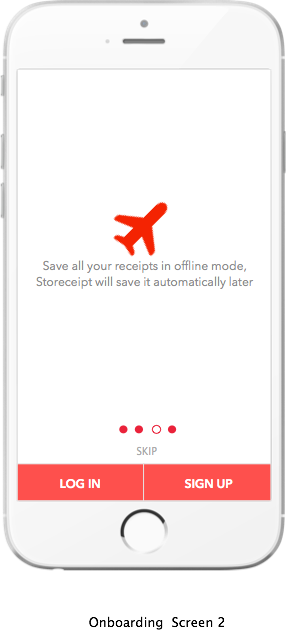 Save all your receipts in offline mode,
Storeceipt will save it automatically later
SKIP
LOG IN
SIGN UP
Onboarding  Screen 2